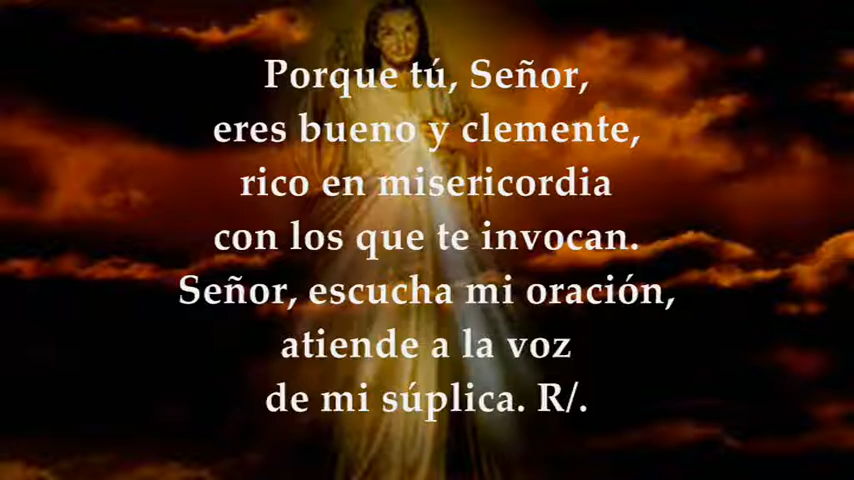 Porque tú, Señor,
eres bueno y clemente,
rico en misericordia
con los que te invocan.
Señor, escucha mi oración,
atiende a la voz
de mi súplica. R/.